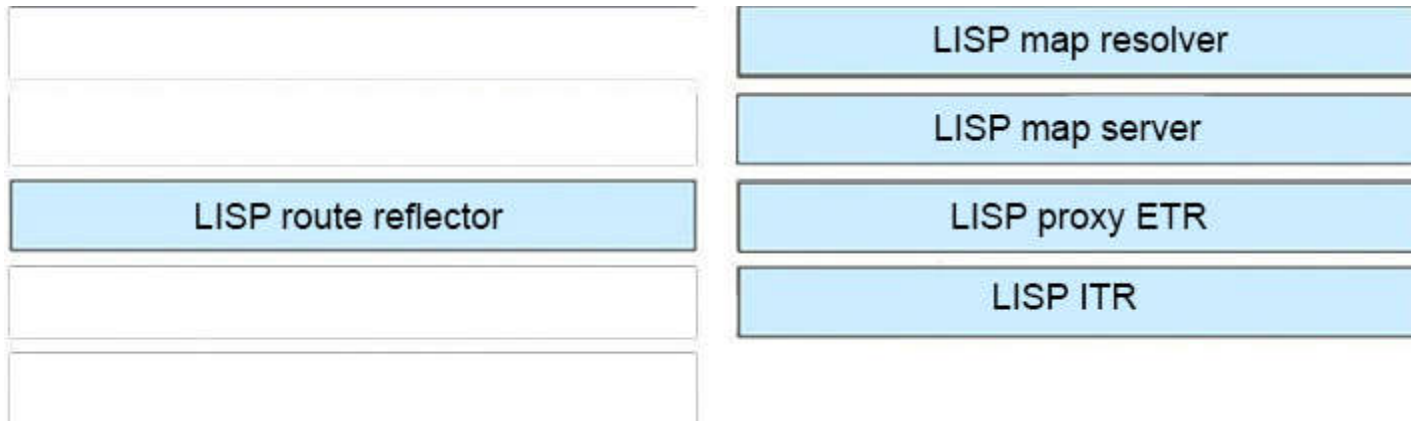 LISP map resolver
LISP map server
LISP route reflector
LISP proxy ETR
LISP ITR